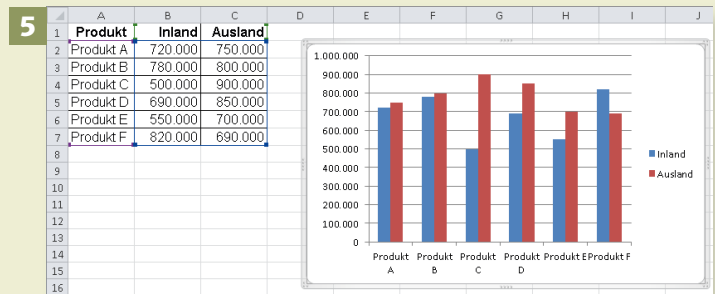 5
A B C D E F G H I J
1 Produkt Inland Ausland
2 Produkt A 720.000 750.000
3 Produkt B 780.000 800.000
4 Produkt C 500.000 900.000
5 Produkt D 690.000 850.000
6 Produkt E 550.000 700.000
7 Produkt F 820.000 690.000
8
9
10
11
12
13
14
15
16
1.000.000
900.000
800.000
700.000
600.000
500.000
400.000
300.000
200.000
100.000
0
Produkt Produkt Produkt Produkt Produkt E Produkt F
A B C D
Inland
Ausland